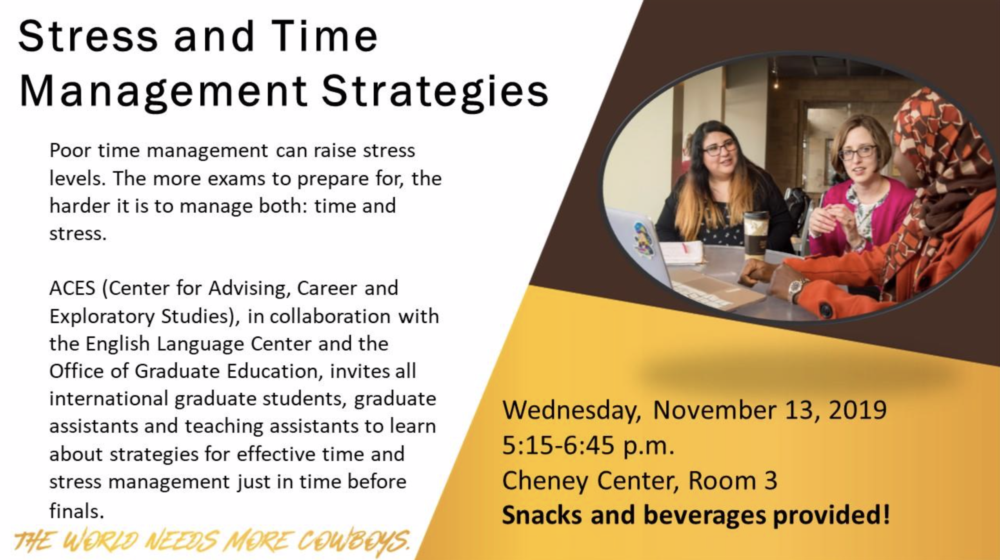 Stress and Time
Management Strategies
Poor time management can raise stress
levels. The more exams to prepare for, the
harder it is to manage both: time and
stress.
ACES (Center for Advising, Career and
Exploratory Studies), in collaboration with
the English Language Center and the
Office of Graduate Education, invites all
international graduate students, graduate
assistants and teaching assistants to learn
about strategies for effective time and
stress management just in time before
finals.
THE WORLD NEEDS MORE COWBOYS.
Wednesday, November 13, 2019
5:15-6:45 p.m.
Cheney Center, Room 3
Snacks and beverages provided!